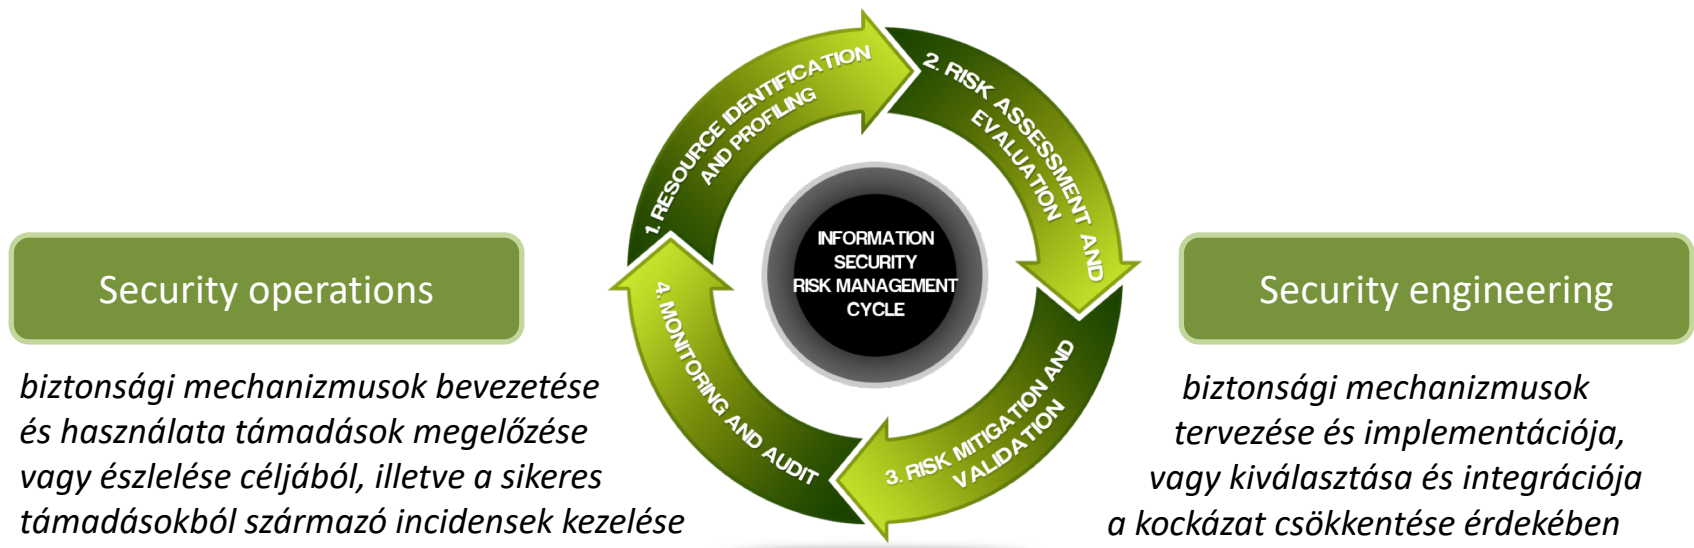 1. RESOURCE IDENTIFICATION
AND PROFILING
2. RISK ASSESSMENT AND
EVALUATION
3. RISK MITIGATION AND
VALIDATION
4. MONITORING AND AUDIT
INFORMATION
SECURITY
RISK MANAGEMENT
CYCLE
Security operations
biztonsági mechanizmusok bevezetése
és használata támadások megelőzése
vagy észlelése céljából, illetve a sikeres
támadásokból származó incidensek kezelése
Security engineering
biztonsági mechanizmusok
tervezése és implementációja,
vagy kiválasztása és integrációja
a kockázat csökkentése érdekében